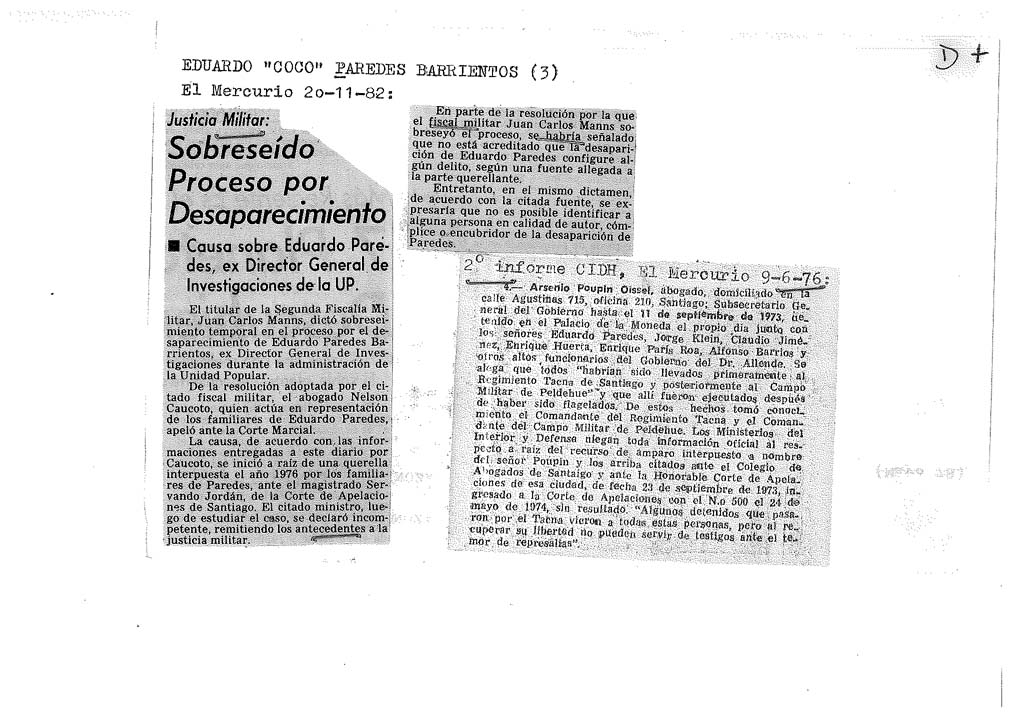 D +
EDUARDO "COCO" PAREDES BARRIENTOS (3)
El Mercurio 2o-11-82:
Justicia Militar:
Sobreseído
Proceso por
Desaparecimiento
■ Causa sobre Eduardo Pare-
des, ex Director General de
Investigaciones de la UP.
El titular de la Segunda Fiscalía Mi-
litar, Juan Carlos Manns, dictó sobresei-
miento temporal en el proceso por el de-
saparecimiento de Eduardo Paredes Ba-
rrientos, ex Director General de Inves-
tigaciones durante la administración de
la Unidad Popular.
De la resolución adoptada por el ci-
tado fiscal militar, el abogado Nelson
Caucoto, quien actúa en representación
de los familiares de Eduardo Paredes,
apeló ante la Corte Marcial.
La causa, de acuerdo con las infor-
maciones entregadas a este diario por
Caucoto, se inició a raíz de una querella
interpuesta el año 1976 por los familia-
res de Paredes, ante el magistrado Ser-
vando Jordán, de la Corte de Apelacio-
nes de Santiago. El citado ministro, lue-
go de estudiar el caso, se declaró incom-
petente, remitiendo los antecedentes a la
justicia militar.
En parte de la resolución por la que
el fiscal militar Juan Carlos Manns so-
breseyó el proceso, se habría señalado
que no está acreditado que la desapari-
ción de Eduardo Paredes configure al-
gún delito, según una fuente allegada a
la parte querellante.
Entretanto, en el mismo dictamen,
de acuerdo con la citada fuente, se ex-
presaría que no es posible identificar a
alguna persona en calidad de autor, cóm-
plice o encubridor de la desaparición de
Paredes.
2° informe CIDH, El Mercurio 9-6-76:
4.— Arsenio Poupin Oissel, abogado, domiciliado en la
calle Agustinas 715, oficina 210, Santiago; Subsecretario Ge-
neral del Gobierno hasta el 11 de septiembre de 1973, de-
tenido en el Palacio de la Moneda el propio día junto con
los señores Eduardo Paredes, Jorge Klein, Claudio Jimé-
nez, Enrique Huerta, Enrique París Roa, Alfonso Barrios y
otros altos funcionarios del Gobierno del Dr. Allende. Se
alega que todos "habrían sido llevados primeramente al
Regimiento Tacna de Santiago y posteriormente al Campo
Militar de Peldehue" y que allí fueron ejecutados después
de haber sido flagelados. De estos hechos tomó conoci-
miento el Comandante del Regimiento Tacna y el Coman-
dante del Campo Militar de Peldehue. Los Ministerios del
Interior y Defensa niegan toda información oficial al res-
pecto a raíz del recurso de amparo interpuesto a nombre
del señor Poupin y los arriba citados ante el Colegio de
Abogados de Santaigo y ante la Honorable Corte de Apela-
ciones de esa ciudad, de fecha 23 de septiembre de 1973, in-
gresado a la Corte de Apelaciones con el N.o 500 el 24 de
mayo de 1974, sin resultado. "Algunos detenidos que pasa-
ron por el Tacna vieron a todas estas personas, pero al re-
cuperar su libertad no pueden servir de testigos ante el te-
mor de represalias".